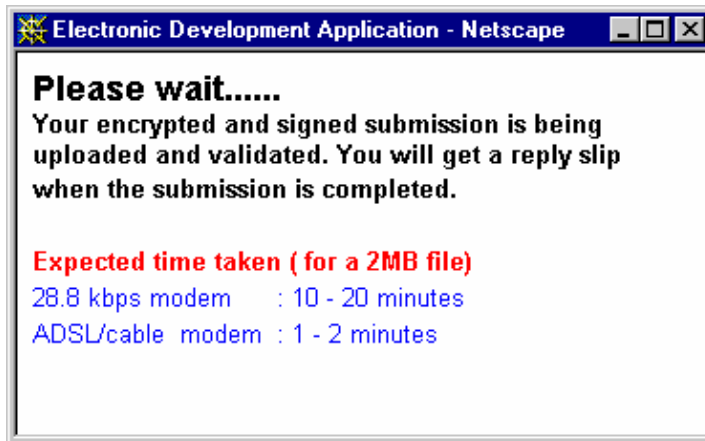 Electronic Development Application - Netscape
Please wait......
Your encrypted and signed submission is being
uploaded and validated. You will get a reply slip
when the submission is completed.
Expected time taken ( for a 2MB file)
28.8 kbps modem : 10 - 20 minutes
ADSL/cable modem : 1 - 2 minutes